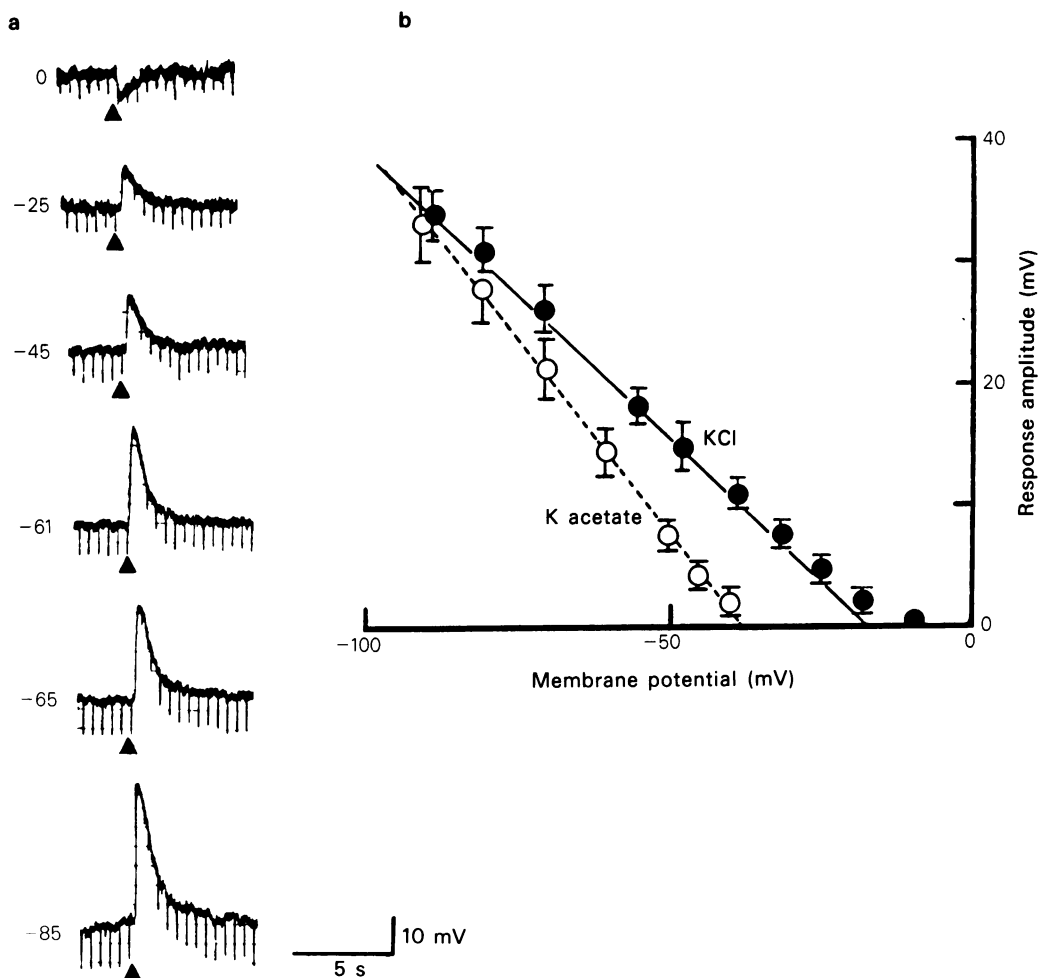 a
b
0
−25
−45
−61
−65
−85
10 mV
5 s
KCl
K acetate
40
20
0
Response amplitude (mV)
−100
−50
0
Membrane potential (mV)